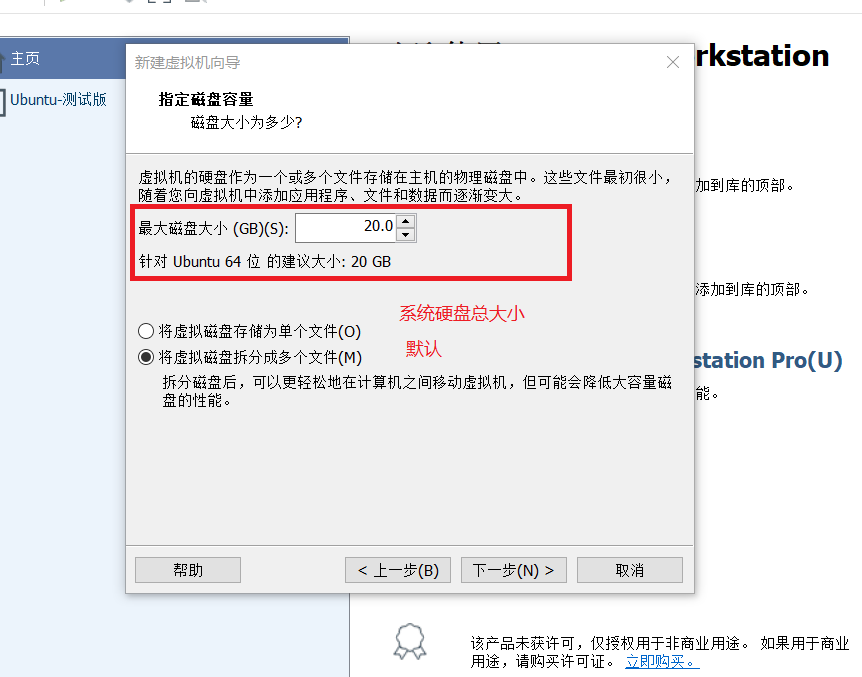 主页
Ubuntu-测试版
rkstation
新建虚拟机向导
指定磁盘容量
磁盘大小为多少?
虚拟机的硬盘作为一个或多个文件存储在主机的物理磁盘中。这些文件最初很小，
随着您向虚拟机中添加应用程序、文件和数据而逐渐变大。
加到库的顶部。
最大磁盘大小 (GB)(S): 20.0
针对 Ubuntu 64 位 的建议大小: 20 GB
添加到库的顶部。
系统硬盘总大小
将虚拟磁盘存储为单个文件(O)
默认
将虚拟磁盘拆分成多个文件(M)
station Pro(U)
拆分磁盘后，可以更轻松地在计算机之间移动虚拟机，但可能会降低大容量磁
盘的性能。
能。
帮助 < 上一步(B) 下一步(N) > 取消
该产品未获许可，仅授权用于非商业用途。 如果用于商业
用途，请购买许可证。 立即购买。